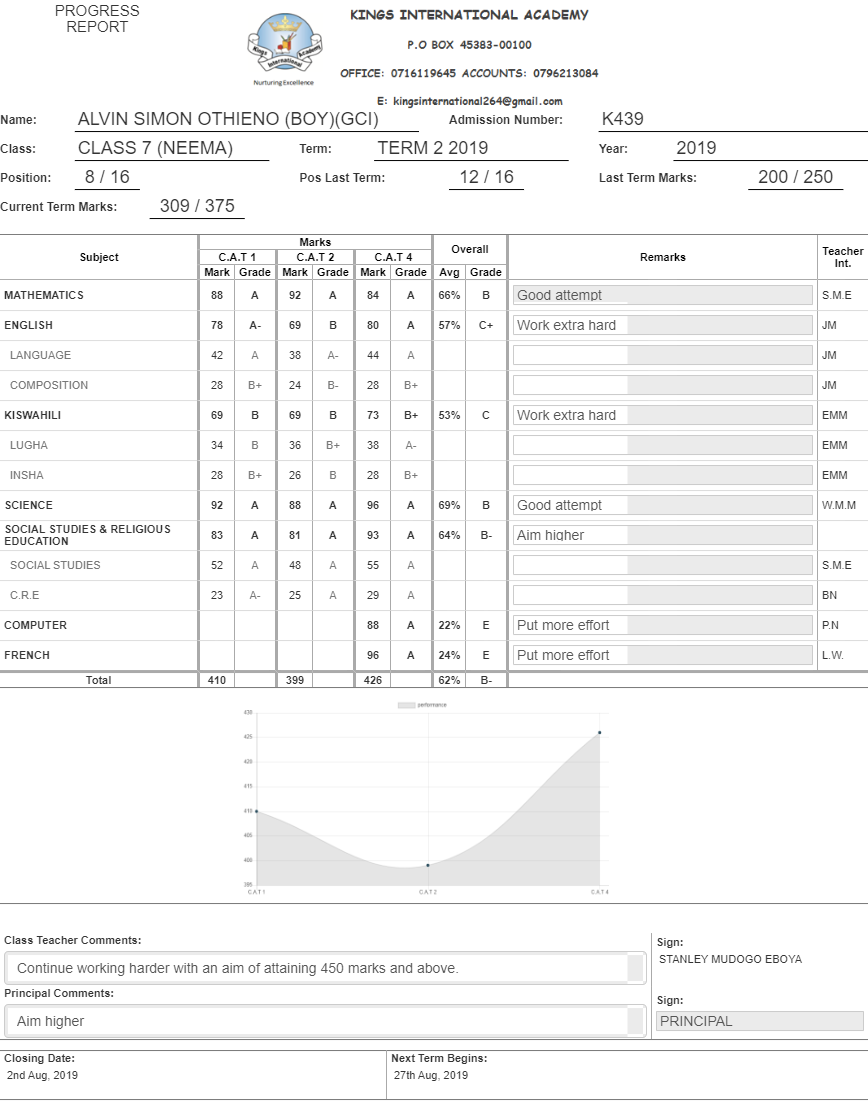 PROGRESS
REPORT
KINGS INTERNATIONAL ACADEMY
P.O BOX 45383-00100
OFFICE: 0716119645 ACCOUNTS: 0796213084
E: kingsinternational264@gmail.com
Kings International Academy
Nurturing Excellence
Name: ALVIN SIMON OTHIENO (BOY)(GCI) Admission Number: K439
Class: CLASS 7 (NEEMA) Term: TERM 2 2019 Year: 2019
Position: 8 / 16 Pos Last Term: 12 / 16 Last Term Marks: 200 / 250
Current Term Marks: 309 / 375
Subject Marks Overall Remarks Teacher Int.
C.A.T 1 C.A.T 2 C.A.T 4
Mark Grade Mark Grade Mark Grade Avg Grade
MATHEMATICS 88 A 92 A 84 A 66% B Good attempt S.M.E
ENGLISH 78 A- 69 B 80 A 57% C+ Work extra hard JM
LANGUAGE 42 A 38 A- 44 A JM
COMPOSITION 28 B+ 24 B- 28 B+ JM
KISWAHILI 69 B 69 B 73 B+ 53% C Work extra hard EMM
LUGHA 34 B 36 B+ 38 A- EMM
INSHA 28 B+ 26 B 28 B+ EMM
SCIENCE 92 A 88 A 96 A 69% B Good attempt W.M.M
SOCIAL STUDIES & RELIGIOUS
EDUCATION 83 A 81 A 93 A 64% B- Aim higher
SOCIAL STUDIES 52 A 48 A 55 A S.M.E
C.R.E 23 A- 25 A 29 A BN
COMPUTER 88 A 22% E Put more effort P.N
FRENCH 96 A 24% E Put more effort L.W.
Total 410 399 426 62% B-
performance
430
425
420
415
410
405
400
395
C.A.T 1 C.A.T 2 C.A.T 4
Class Teacher Comments:
Continue working harder with an aim of attaining 450 marks and above.
Sign:
STANLEY MUDOGO EBOYA
Principal Comments:
Aim higher
Sign:
PRINCIPAL
Closing Date: Next Term Begins:
2nd Aug, 2019 27th Aug, 2019